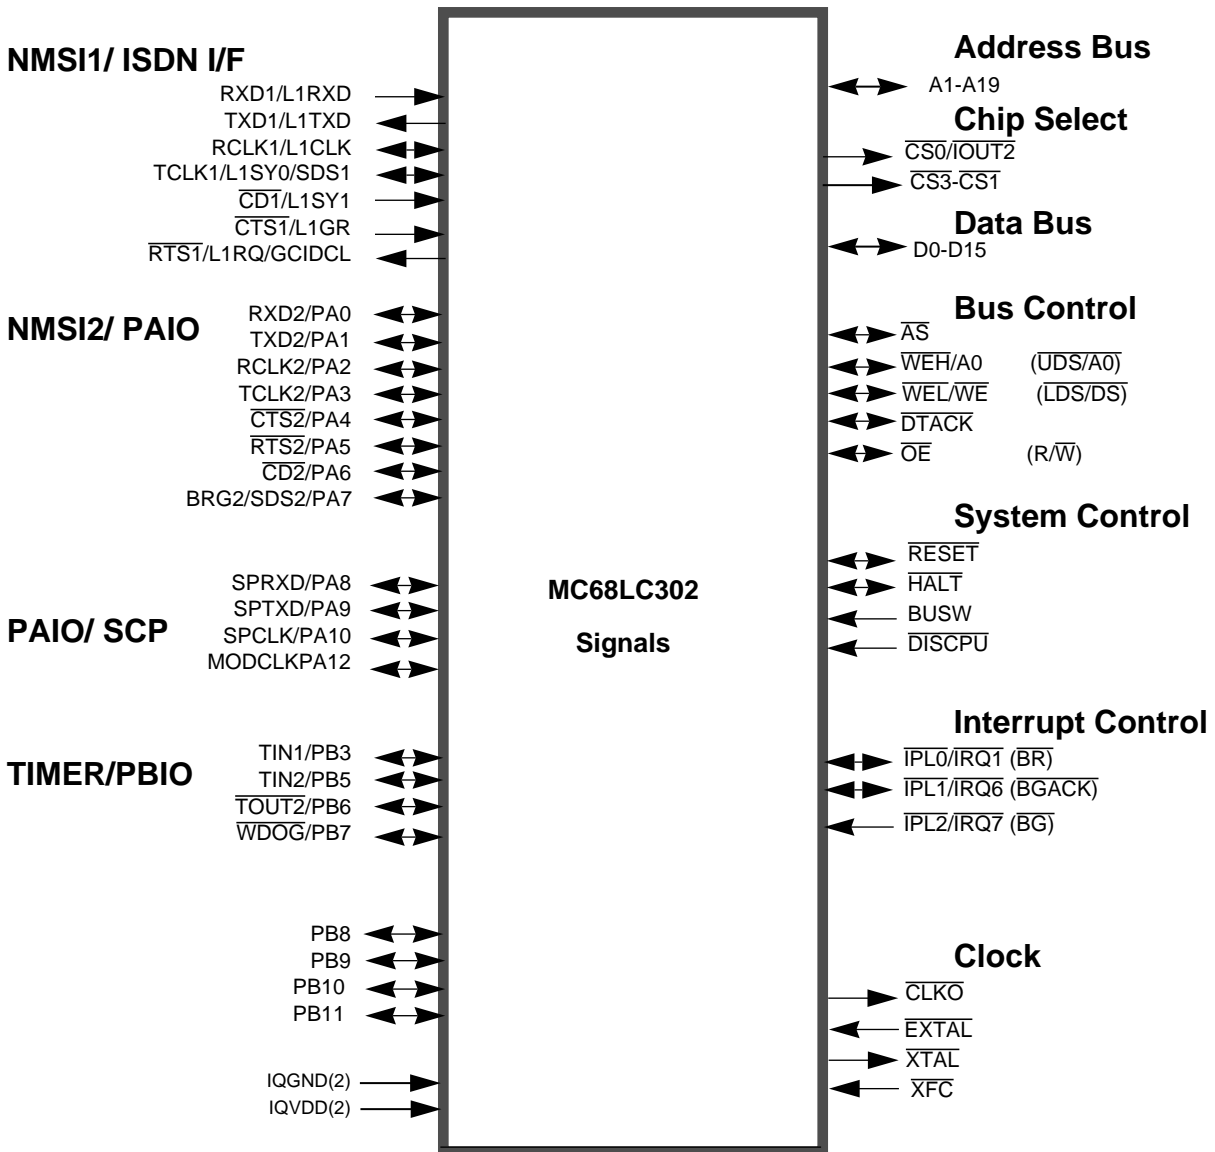 NMSI1/ ISDN I/F
RXD1/L1RXD
TXD1/L1TXD
RCLK1/L1CLK
TCLK1/L1SY0/SDS1
CD1/L1SY1
CTS1/L1GR
RTS1/L1RQ/GCIDCL
NMSI2/ PAIO
RXD2/PA0
TXD2/PA1
RCLK2/PA2
TCLK2/PA3
CTS2/PA4
RTS2/PA5
CD2/PA6
BRG2/SDS2/PA7
PAIO/ SCP
SPRXD/PA8
SPTXD/PA9
SPCLK/PA10
MODCLKPA12
TIMER/PBIO
TIN1/PB3
TIN2/PB5
TOUT2/PB6
WDOG/PB7
PB8
PB9
PB10
PB11
IQGND(2)
IQVDD(2)
MC68LC302
Signals
Address Bus
A1-A19
Chip Select
CS0/IOUT2
CS3-CS1
Data Bus
D0-D15
Bus Control
AS
WEH/A0 (UDS/A0)
WEL/WE (LDS/DS)
DTACK
OE (R/W)
System Control
RESET
HALT
BUSW
DISCPU
Interrupt Control
IPL0/IRQ1 (BR)
IPL1/IRQ6 (BGACK)
IPL2/IRQ7 (BG)
Clock
CLKO
EXTAL
XTAL
XFC